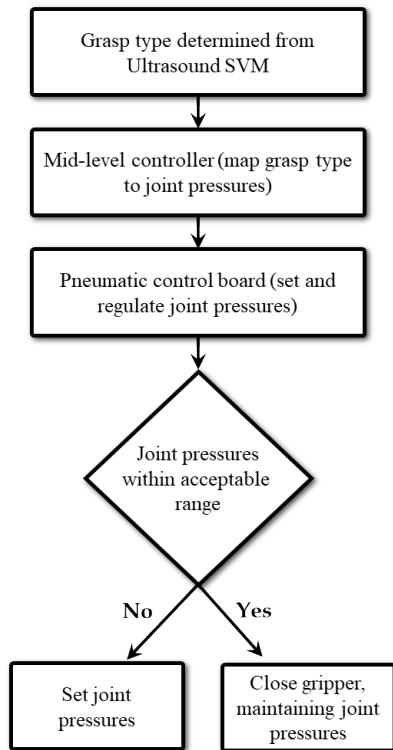 Grasp type determined from
Ultrasound SVM
Mid-level controller (map grasp type
to joint pressures)
Pneumatic control board (set and
regulate joint pressures)
Joint pressures
within acceptable
range
No
Yes
Set joint
pressures
Close gripper,
maintaining joint
pressures